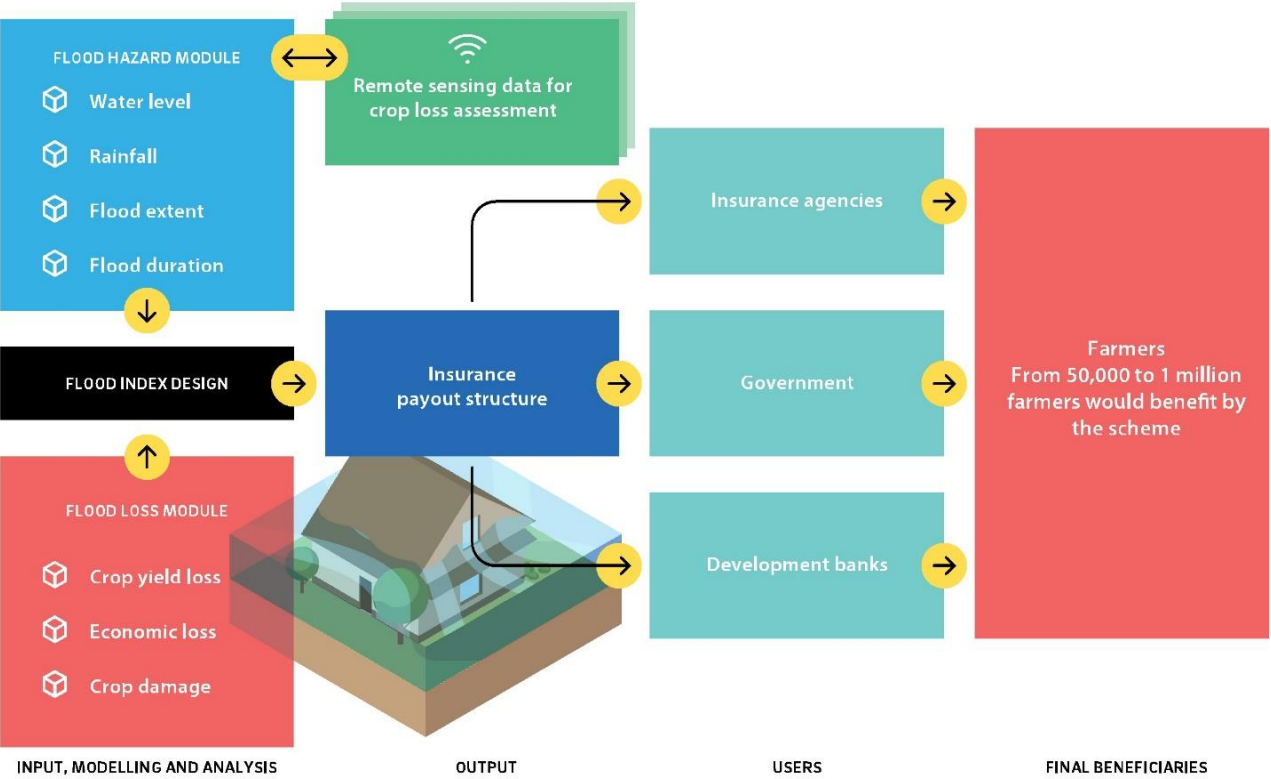 FLOOD HAZARD MODULE
Water level
Rainfall
Flood extent
Flood duration
FLOOD INDEX DESIGN
FLOOD LOSS MODULE
Crop yield loss
Economic loss
Crop damage
INPUT, MODELLING AND ANALYSIS
Remote sensing data for
crop loss assessment
Insurance
payout structure
OUTPUT
Insurance agencies
Government
Development banks
USERS
Farmers
From 50,000 to 1 million
farmers would benefit by
the scheme
FINAL BENEFICIARIES